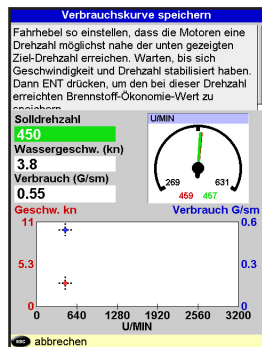 Verbrauchskurve speichern
Fahrhebel so einstellen, dass die Motoren eine
Drehzahl möglichst nahe der unten gezeigten
Ziel-Drehzahl erreichen. Warten, bis sich
Geschwindigkeit und Drehzahl stabilisiert haben.
Dann ENT drücken, um den bei dieser Drehzahl
erreichten Brennstoff-Ökonomie-Wert zu
speichern
Solldrehzahl
450
Wassergeschw. (kn)
3.8
Verbrauch (G/sm)
0.55
U/MIN
269 631
459 457
Geschw. kn Verbrauch G/sm
11 0.6
5.3 0.3
0 0
0 640 1280 1920 2560 3200
U/MIN
ESC abbrechen